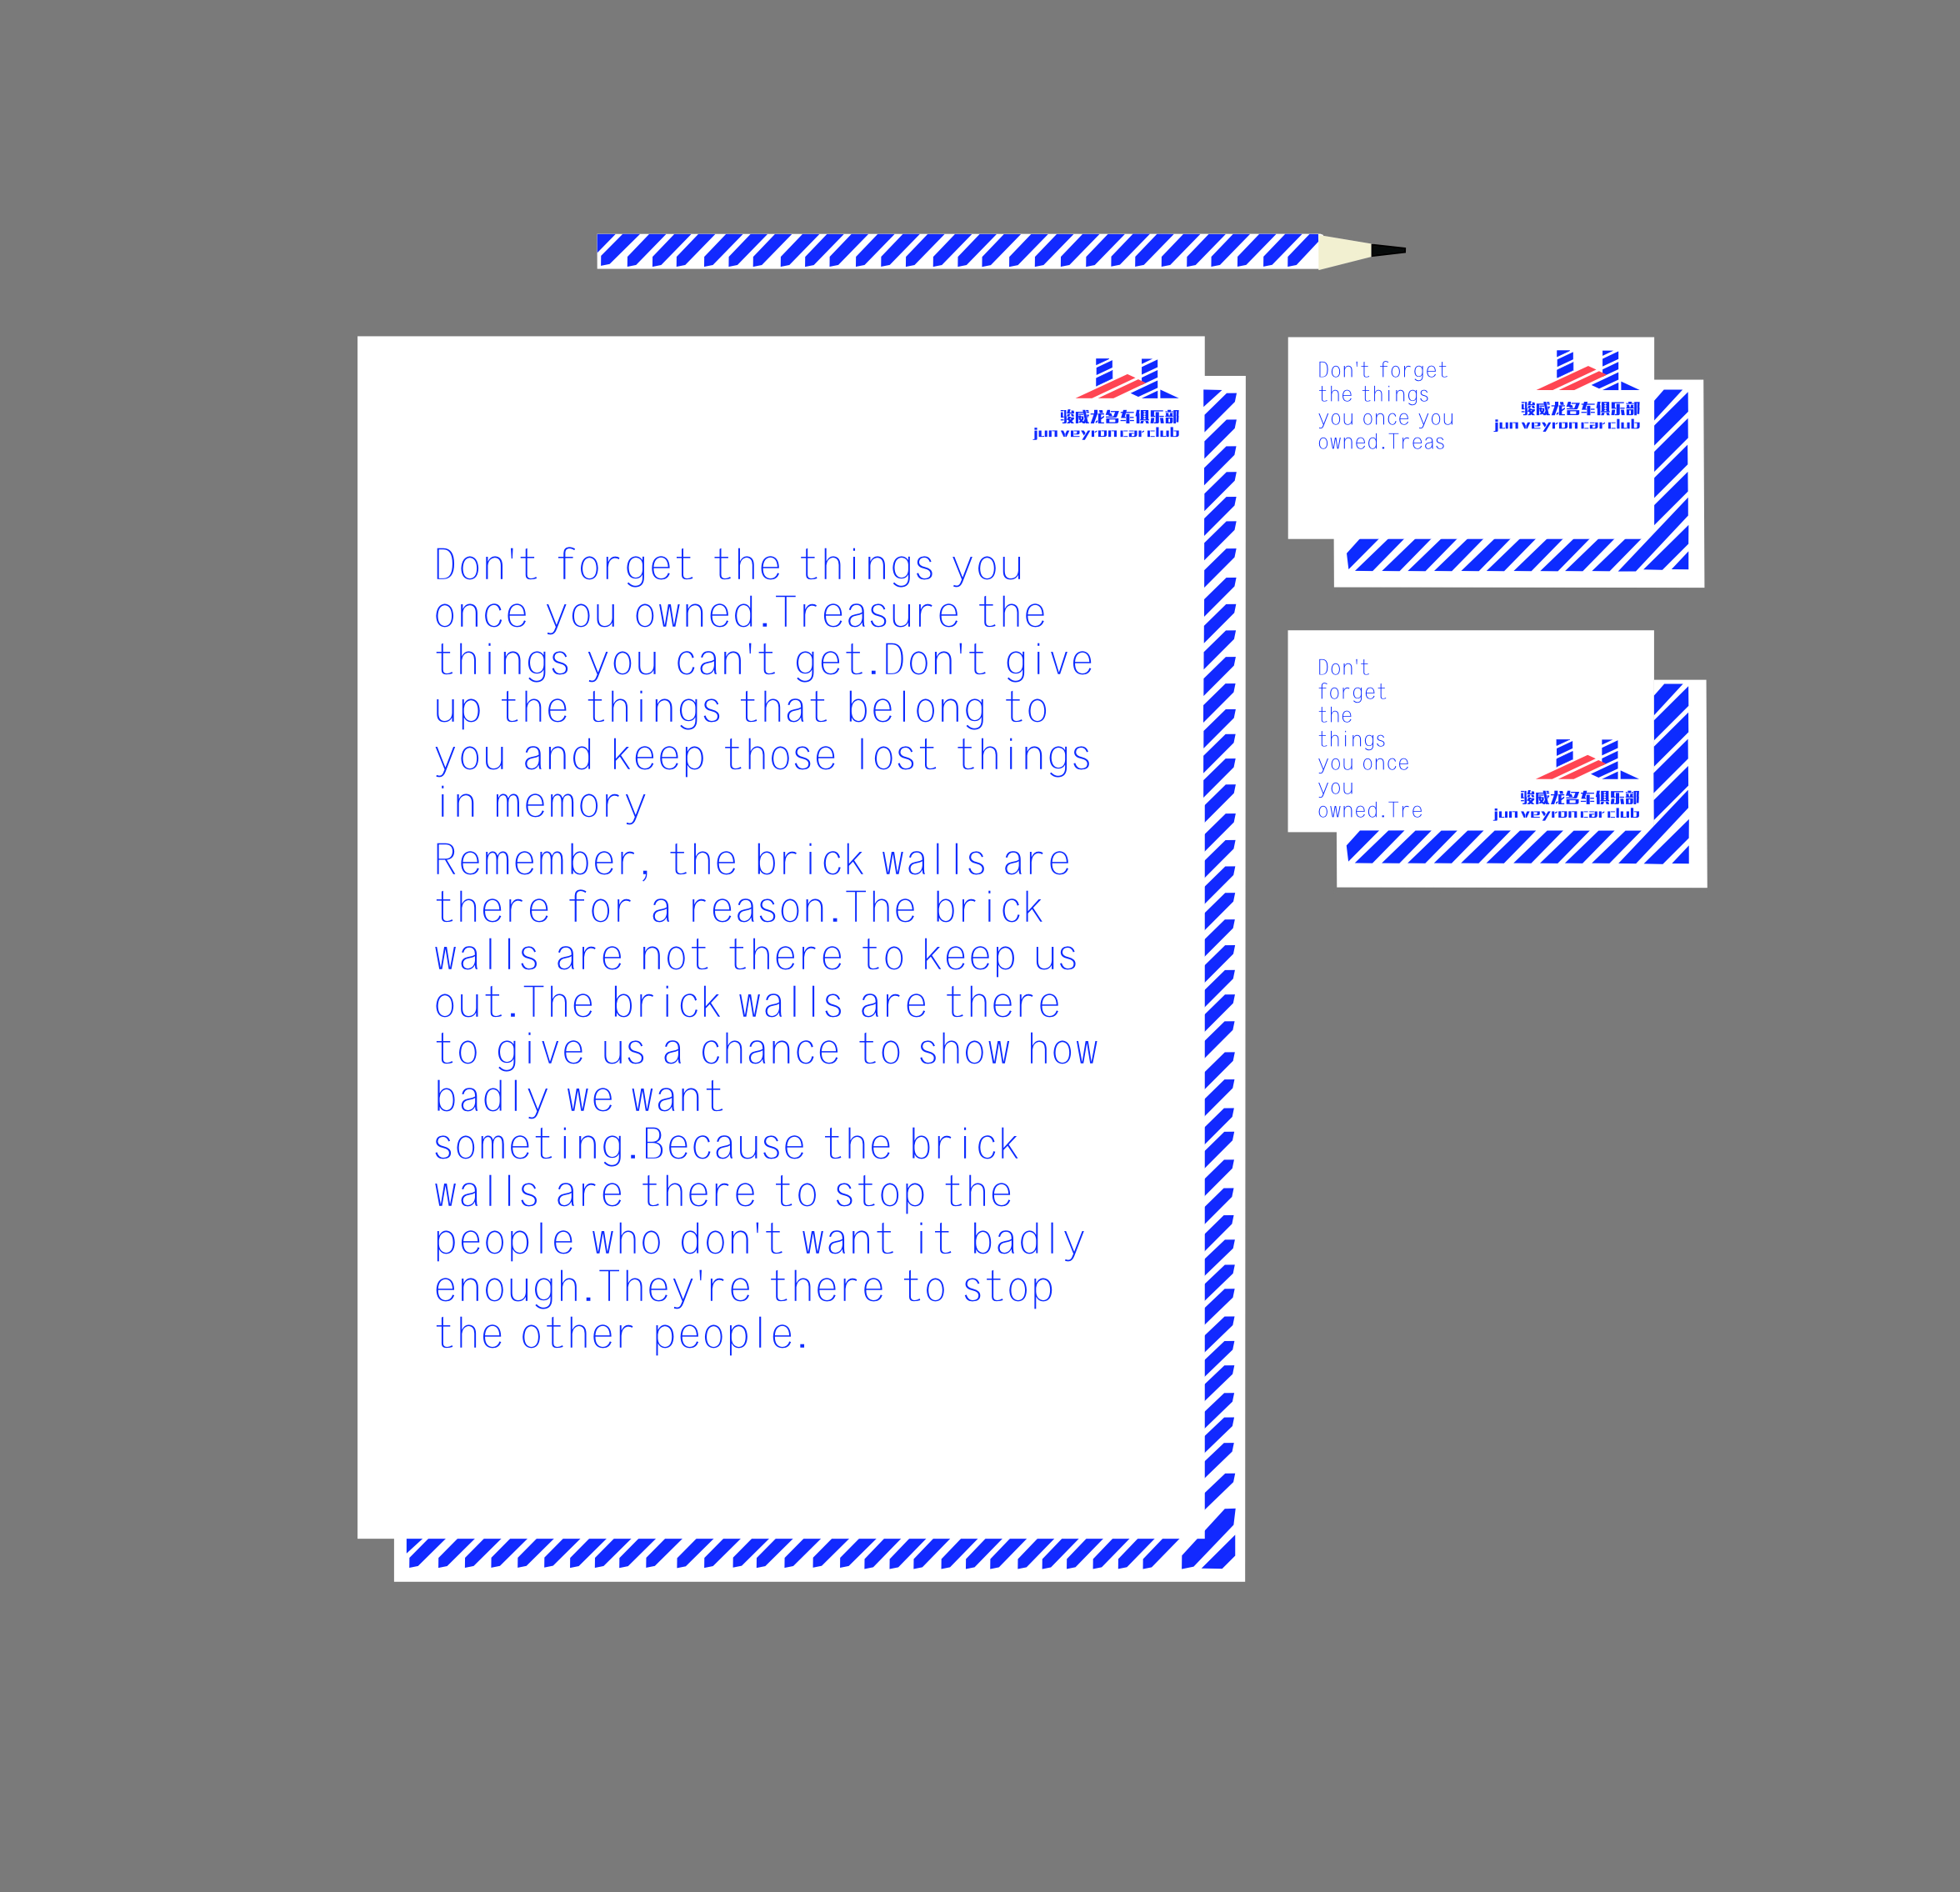 骏威龙名车俱乐部
jun veyron car club
Don't forget the things you
once you owned.Treasure the
things you can't get.Don't give
up the things that belong to
you and keep those lost things
in memory
Remember, the brick walls are
there for a reason.The brick
walls are not there to keep us
out.The brick walls are there
to give us a chance to show how
badly we want
someting.Because the brick
walls are there to stop the
people who don't want it badly
enough.They're there to stop
the other people.
Don't forget
the things
you once you
owned.Treas
骏威龙名车俱乐部
jun veyron car club
Don't
forget
the
things
you once
you
owned.Tre
骏威龙名车俱乐部
jun veyron car club